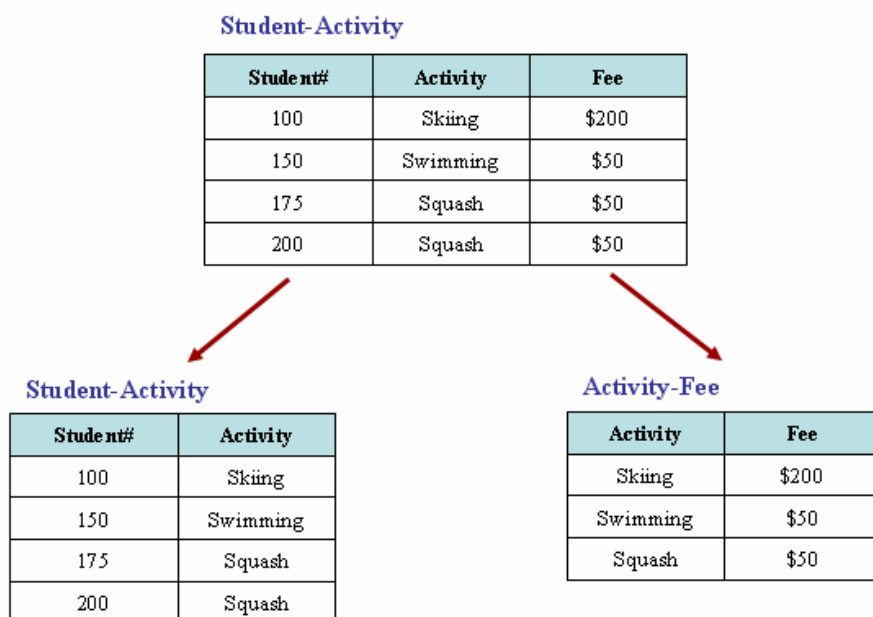 Student-Activity
Student# Activity Fee
100 Skiing $200
150 Swimming $50
175 Squash $50
200 Squash $50
Student-Activity
Student# Activity
100 Skiing
150 Swimming
175 Squash
200 Squash
Activity-Fee
Activity Fee
Skiing $200
Swimming $50
Squash $50